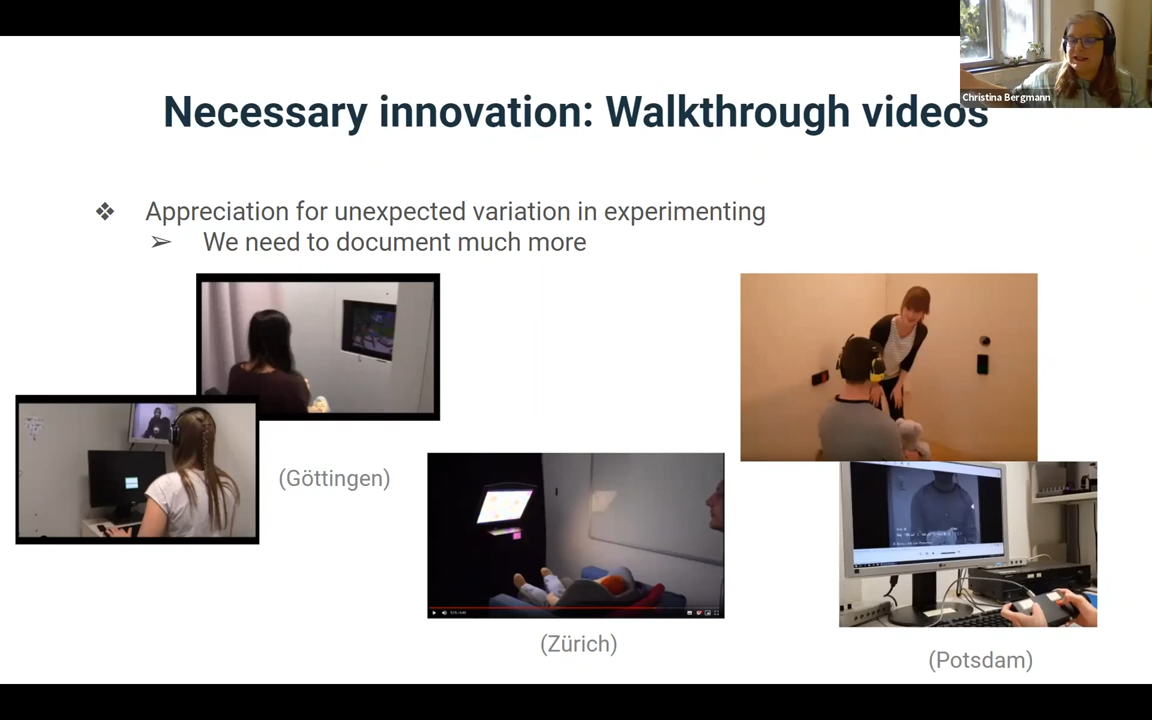 Christina Bergmann
Necessary innovation: Walkthrough videos
❖ Appreciation for unexpected variation in experimenting
➢ We need to document much more
(Göttingen)
(Zürich)
(Potsdam)